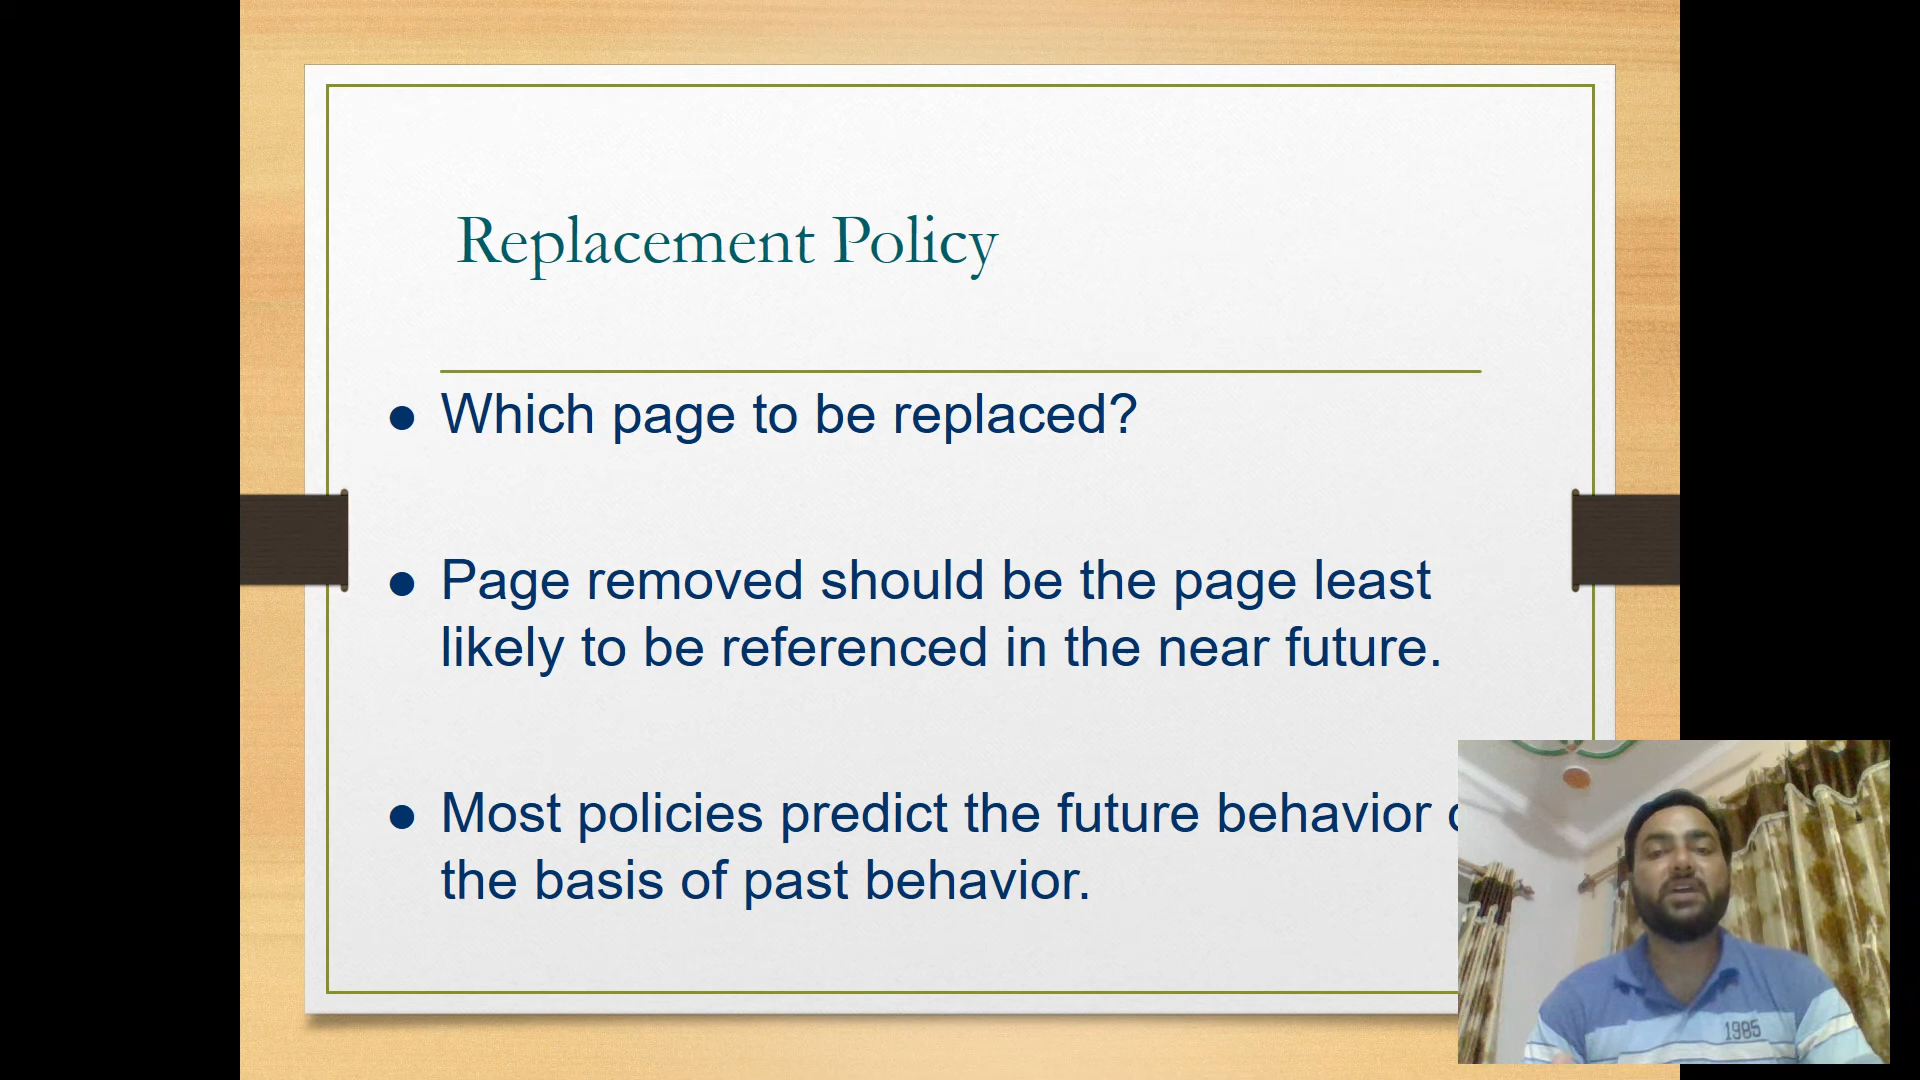 Replacement Policy
● Which page to be replaced?
● Page removed should be the page least
likely to be referenced in the near future.
● Most policies predict the future behavior
the basis of past behavior.
1985